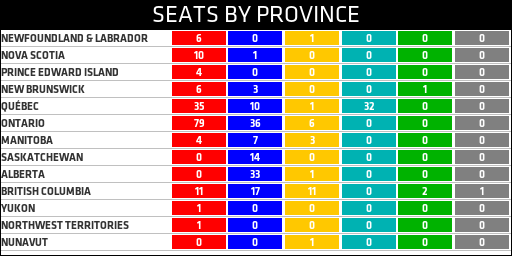 SEATS BY PROVINCE
NEWFOUNDLAND & LABRADOR 6 0 1 0 0 0
NOVA SCOTIA 10 1 0 0 0 0
PRINCE EDWARD ISLAND 4 0 0 0 0 0
NEW BRUNSWICK 6 3 0 0 1 0
QUÉBEC 35 10 1 32 0 0
ONTARIO 79 36 6 0 0 0
MANITOBA 4 7 3 0 0 0
SASKATCHEWAN 0 14 0 0 0 0
ALBERTA 0 33 1 0 0 0
BRITISH COLUMBIA 11 17 11 0 2 1
YUKON 1 0 0 0 0 0
NORTHWEST TERRITORIES 1 0 0 0 0 0
NUNAVUT 0 0 1 0 0 0